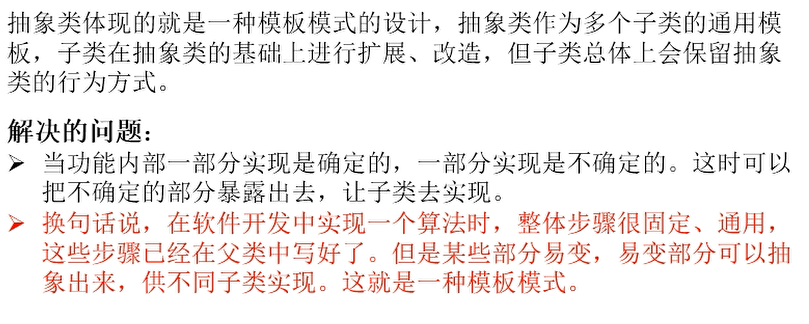 抽象类体现的就是一种模板模式的设计，抽象类作为多个子类的通用模
板，子类在抽象类的基础上进行扩展、改造，但子类总体上会保留抽象
类的行为方式。
解决的问题：
➢ 当功能内部一部分实现是确定的，一部分实现是不确定的。这时可以
把不确定的部分暴露出去，让子类去实现。
➢ 换句话说，在软件开发中实现一个算法时，整体步骤很固定、通用，
这些步骤已经在父类中写好了。但是某些部分易变，易变部分可以抽
象出来，供不同子类实现。这就是一种模板模式。